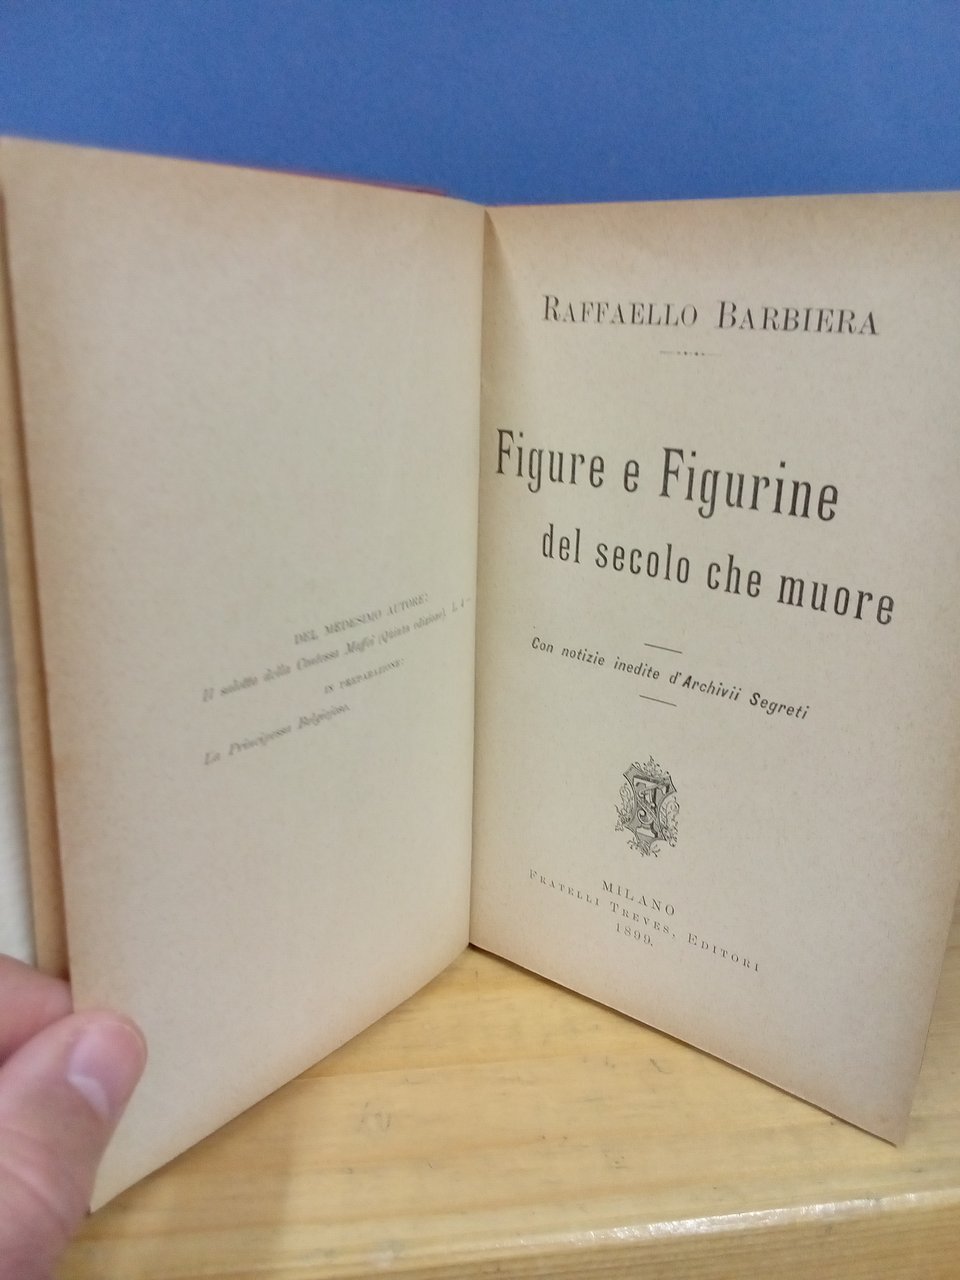 DEL MEDESIMO AUTORE:
Il salotto della Contessa Maffei (Quinta edizione). L. 4 —
IN PREPARAZIONE:
La Principessa Belgiojoso.
RAFFAELLO BARBIERA
Figure e Figurine
del secolo che muore
Con notizie inedite d'Archivii Segreti
MILANO
FRATELLI TREVES, EDITORI
1899.